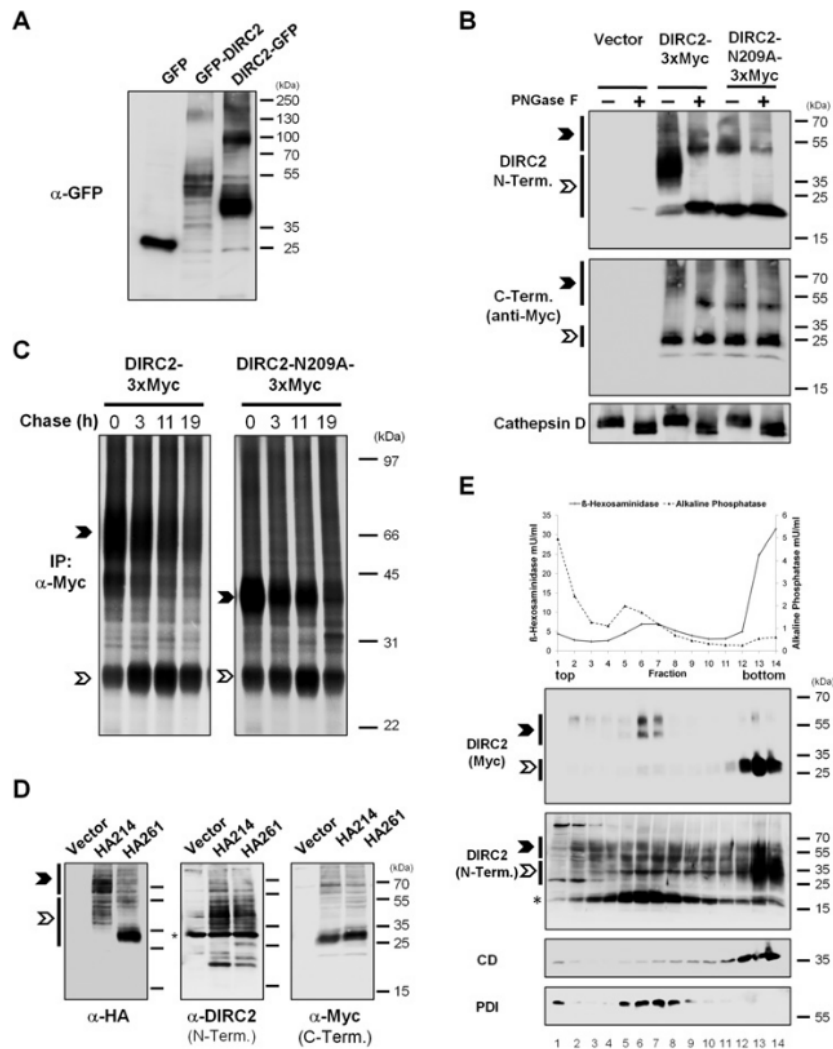 A
GFP
GFP-DIRC2
DIRC2-GFP
(kDa)
250
130
100
70
55
35
25
α-GFP
B
Vector
DIRC2-
3xMyc
DIRC2-
N209A-
3xMyc
PNGase F − + − + − +
(kDa)
DIRC2
N-Term.
70
55
35
25
15
C-Term.
(anti-Myc)
70
55
35
25
15
Cathepsin D
C
DIRC2-
3xMyc
DIRC2-N209A-
3xMyc
Chase (h) 0 3 11 19 0 3 11 19
(kDa)
97
66
45
31
22
IP:
α-Myc
D
Vector
HA214
HA261
Vector
HA214
HA261
Vector
HA214
HA261
(kDa)
70
55
35
25
15
*
α-HA
α-DIRC2
(N-Term.)
α-Myc
(C-Term.)
E
ß-Hexosaminidase
Alkaline Phosphatase
ß-Hexosaminidase mU/ml
35
30
25
20
15
10
5
0
Alkaline Phosphatase mU/ml
6
5
4
3
2
1
0
1 2 3 4 5 6 7 8 9 10 11 12 13 14
top Fraction bottom
(kDa)
DIRC2
(Myc)
70
55
35
25
DIRC2
(N-Term.)
*
70
55
35
25
15
CD
35
PDI
55
1 2 3 4 5 6 7 8 9 10 11 12 13 14